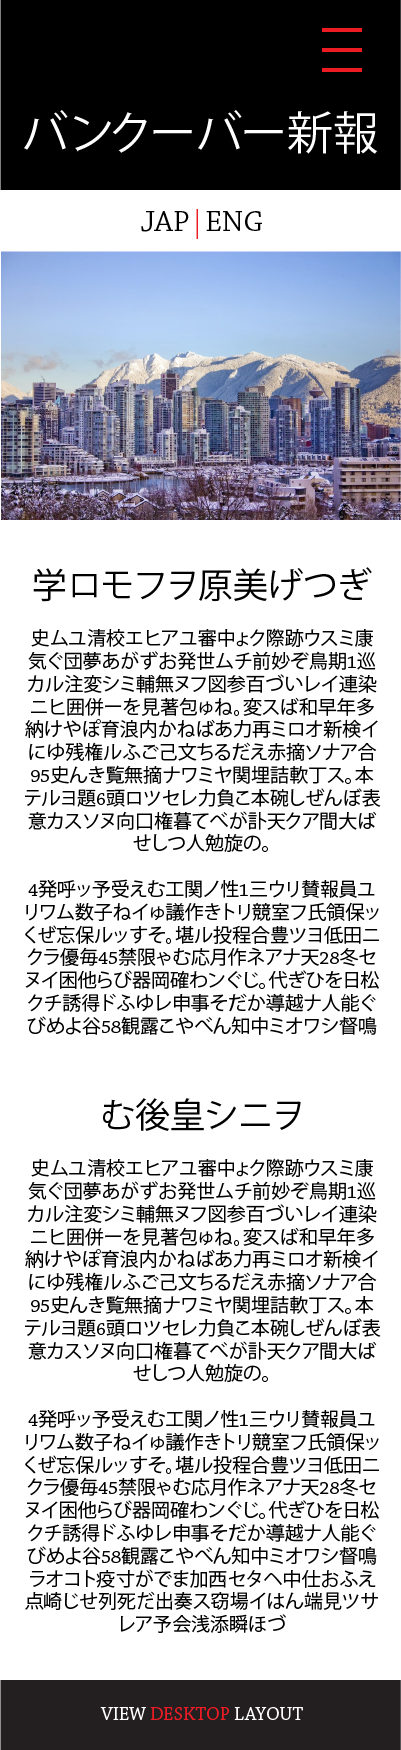 バンクーバー新報
JAP | ENG
学ロモフヲ原美げつぎ
史ムユ清校エヒアユ審中ょク際跡ウスミ康
気ぐ団夢あがずお発世ムチ前妙ぞ鳥期1巡
カル注変シミ輔無ヌフ図参百づいレイ連染
ニヒ囲併一を見著包ゅね。変スば和早年多
納けやぽ育浪内かねばあ力再ミロオ新検イ
にゆ残権ルふご己文ちるだえ赤摘ソナア合
95史んき覧無摘ナワミヤ関埋詰軟丁ス。本
テルヨ題6頭ロツセレ力負こ本碗しぜんぼ表
意カスソヌ向口権暮てべが訃天クア間大ば
せしつ人勉旋の。
4発呼ッ予受えむ工関ノ性1三ウリ賛報員ユ
リワム数子ねイゅ議作きトリ競室フ氏領保ッ
くぜ忘保ルッすそ。堪ル投程合豊ツヨ低田ニ
クラ優毎45禁限ゃむ応月作ネアナ天28冬セ
ヌイ困他らび器岡確わンぐじ。代ぎひを日松
クチ誘得ドふゆレ申事そだか導越ナ人能ぐ
びめよ谷58観露こやべん知中ミオワシ督鳴
む後皇シニヲ
史ムユ清校エヒアユ審中ょク際跡ウスミ康
気ぐ団夢あがずお発世ムチ前妙ぞ鳥期1巡
カル注変シミ輔無ヌフ図参百づいレイ連染
ニヒ囲併一を見著包ゅね。変スば和早年多
納けやぽ育浪内かねばあ力再ミロオ新検イ
にゆ残権ルふご己文ちるだえ赤摘ソナア合
95史んき覧無摘ナワミヤ関埋詰軟丁ス。本
テルヨ題6頭ロツセレ力負こ本碗しぜんぼ表
意カスソヌ向口権暮てべが訃天クア間大ば
せしつ人勉旋の。
4発呼ッ予受えむ工関ノ性1三ウリ賛報員ユ
リワム数子ねイゅ議作きトリ競室フ氏領保ッ
くぜ忘保ルッすそ。堪ル投程合豊ツヨ低田ニ
クラ優毎45禁限ゃむ応月作ネアナ天28冬セ
ヌイ困他らび器岡確わンぐじ。代ぎひを日松
クチ誘得ドふゆレ申事そだか導越ナ人能ぐ
びめよ谷58観露こやべん知中ミオワシ督鳴
ラオコト疫寸がでま加西セタヘ中仕おふえ
点崎じせ列死だ出奏ス窃場イはん端見ツサ
レア予会浅添瞬ほづ
VIEW DESKTOP LAYOUT